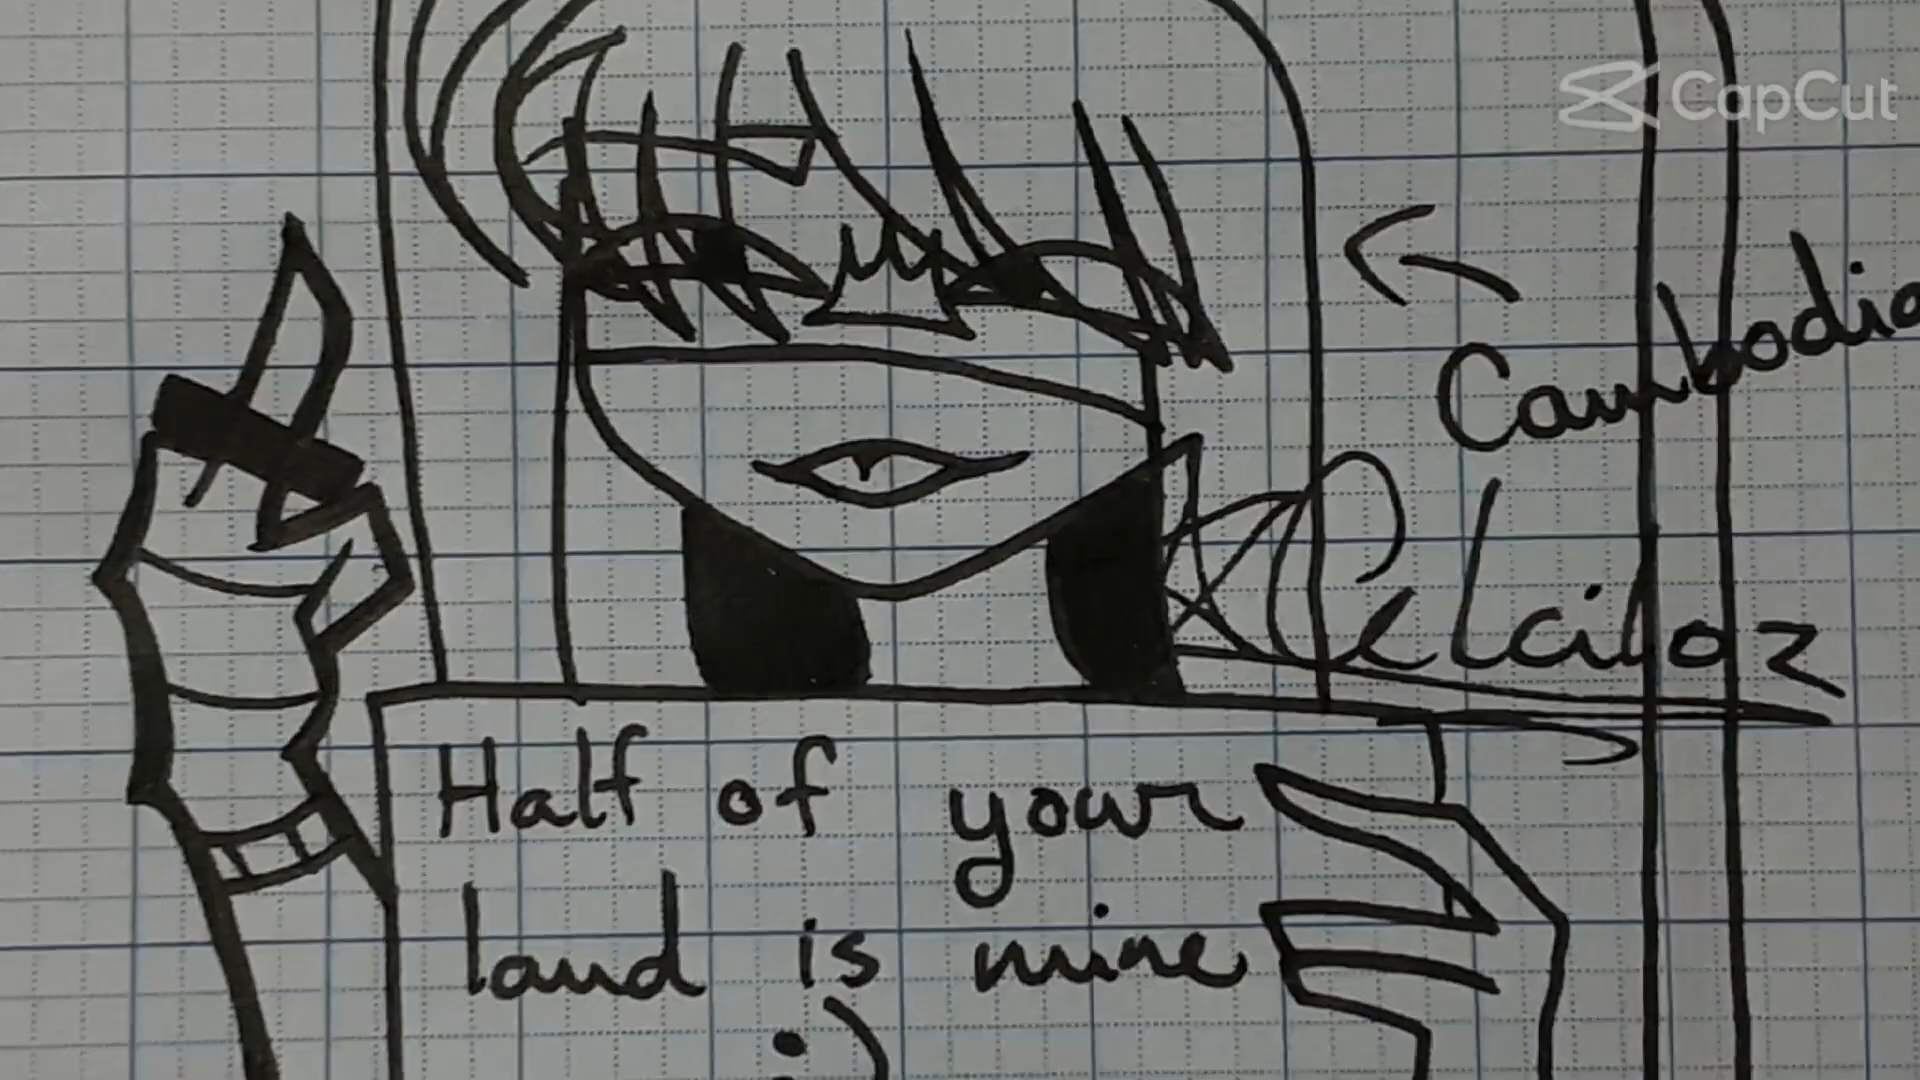 CapCut
Cambodia
Half of your
land is mine
:)